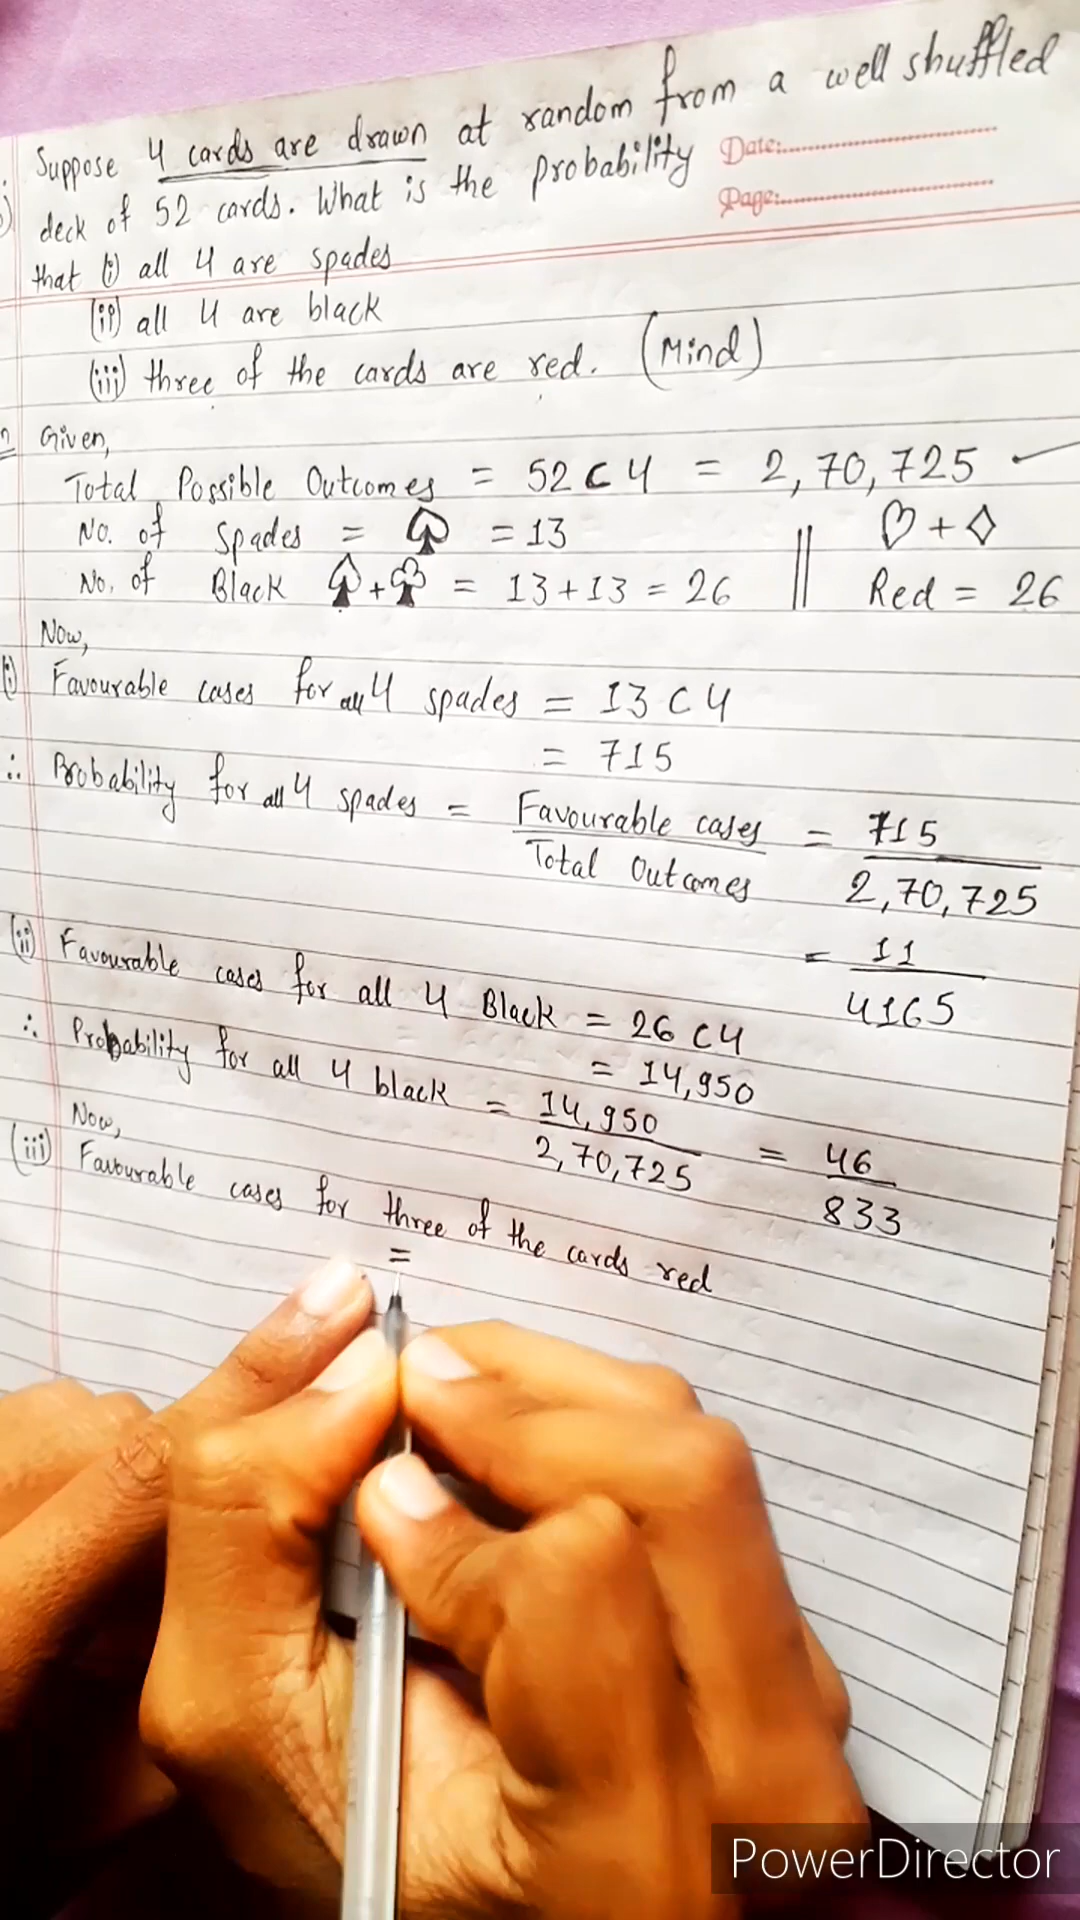 Suppose 4 cards are drawn at random from a well shuffled
Date:
deck of 52 cards. What is the probability
Page:
that (i) all 4 are spades
(ii) all 4 are black
(iii) three of the cards are red. (Mind)
Given,
Total Possible Outcomes = 52C4 = 2,70,725
No. of Spades = ♠ = 13 || ♡ + ♢
No. of Black ♠ + ♣ = 13+13 = 26 || Red = 26
Now,
(i) Favourable cases for all 4 spades = 13C4
= 715
∴ Probability for all 4 spades = Favourable cases / Total Outcomes = 715 / 2,70,725
= 11 / 4165
(ii) Favourable cases for all 4 Black = 26C4
= 14,950
∴ Probability for all 4 black = 14,950 / 2,70,725 = 46 / 833
Now,
(iii) Favourable cases for three of the cards red
=
PowerDirector